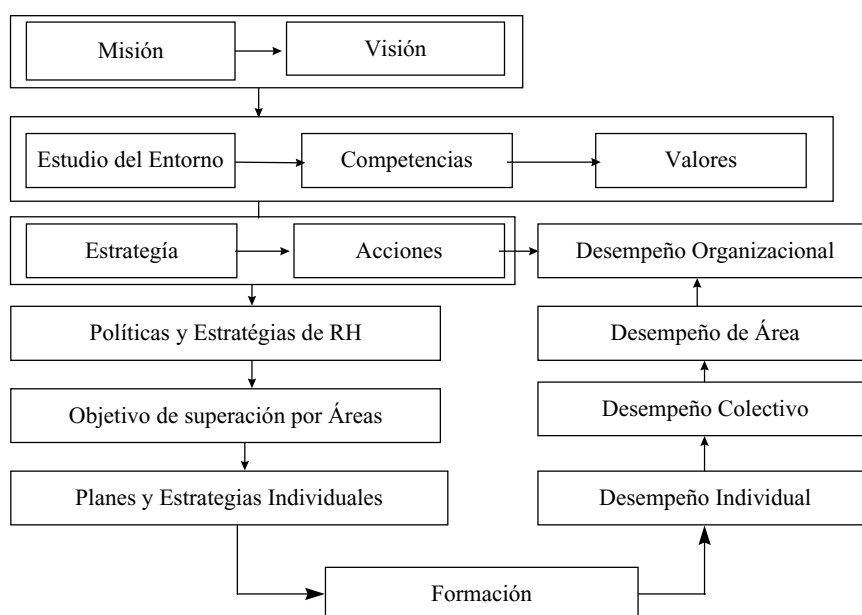 Misión
Visión
Estudio del Entorno
Competencias
Valores
Estrategía
Acciones
Desempeño Organizacional
Políticas y Estratégias de RH
Desempeño de Área
Objetivo de superación por Áreas
Desempeño Colectivo
Planes y Estrategias Individuales
Desempeño Individual
Formación